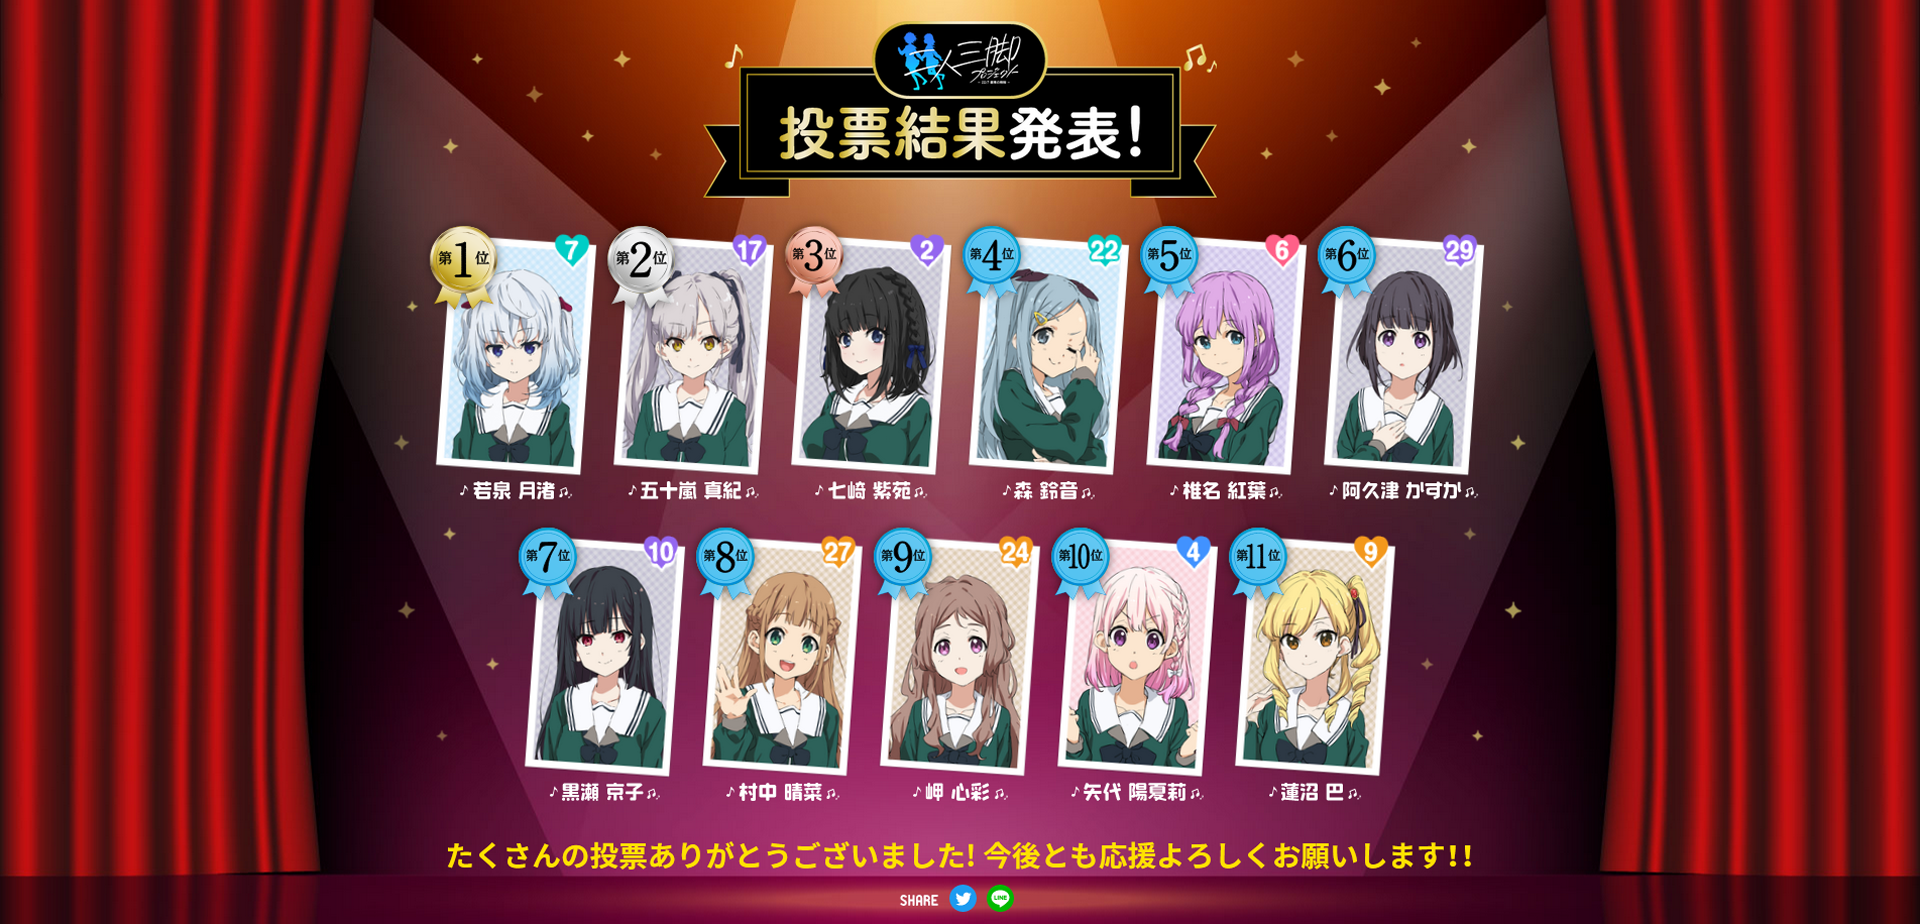 二人三脚
プロジェクト
投票結果発表!
第1位 7
第2位 17
第3位 2
第4位 22
第5位 6
第6位 29
♪若泉 月渚♫
♪五十嵐 真紀♫
♪七﨑 紫苑♫
♪森 鈴音♫
♪椎名 紅葉♫
♪阿久津 かすか♫
第7位 10
第8位 27
第9位 24
第10位 4
第11位 9
♪黒瀬 京子♫
♪村中 晴菜♫
♪岬 心彩♫
♪矢代 陽夏莉♫
♪蓮沼 巴♫
たくさんの投票ありがとうございました! 今後とも応援よろしくお願いします!!
SHARE LINE